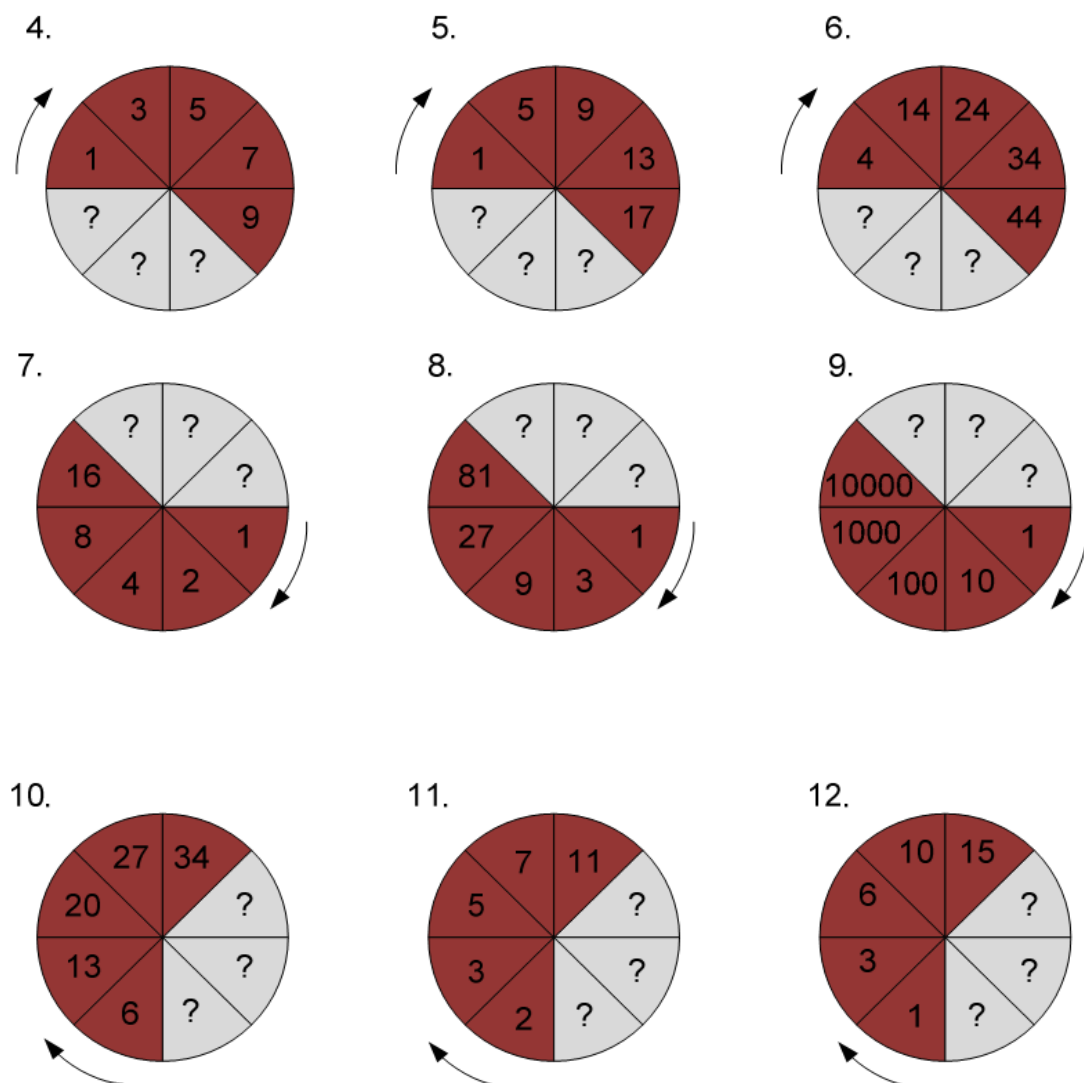 4. 5. 6.
3 5 5 9 14 24
1 7 1 13 4 34
? 9 ? 17 ? 44
? ? ? ? ? ?
7. 8. 9.
? ? ? ? ? ?
16 ? 81 ? 10000 ?
8 1 27 1 1000 1
4 2 9 3 100 10
10. 11. 12.
27 34 7 11 10 15
20 ? 5 ? 6 ?
13 ? 3 ? 3 ?
6 ? 2 ? 1 ?